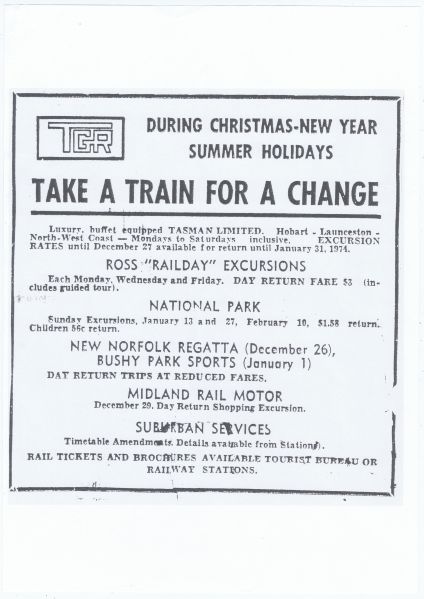 TGR
DURING CHRISTMAS-NEW YEAR
SUMMER HOLIDAYS
TAKE A TRAIN FOR A CHANGE
Luxury, buffet equipped TASMAN LIMITED. Hobart - Launceston -
North-West Coast — Mondays to Saturdays inclusive. EXCURSION
RATES until December 27 available for return until January 31, 1974.
ROSS "RAILDAY" EXCURSIONS
Each Monday, Wednesday and Friday. DAY RETURN FARE $3 (in-
cludes guided tour).
NATIONAL PARK
Sunday Excursions, January 13 and 27, February 10, $1.58 return.
Children 56c return.
NEW NORFOLK REGATTA (December 26),
BUSHY PARK SPORTS (January 1)
DAY RETURN TRIPS AT REDUCED FARES.
MIDLAND RAIL MOTOR
December 29. Day Return Shopping Excursion.
SUBURBAN SERVICES
Timetable Amendments. Details available from Stations).
RAIL TICKETS AND BROCHURES AVAILABLE TOURIST BUREAU OR
RAILWAY STATIONS.